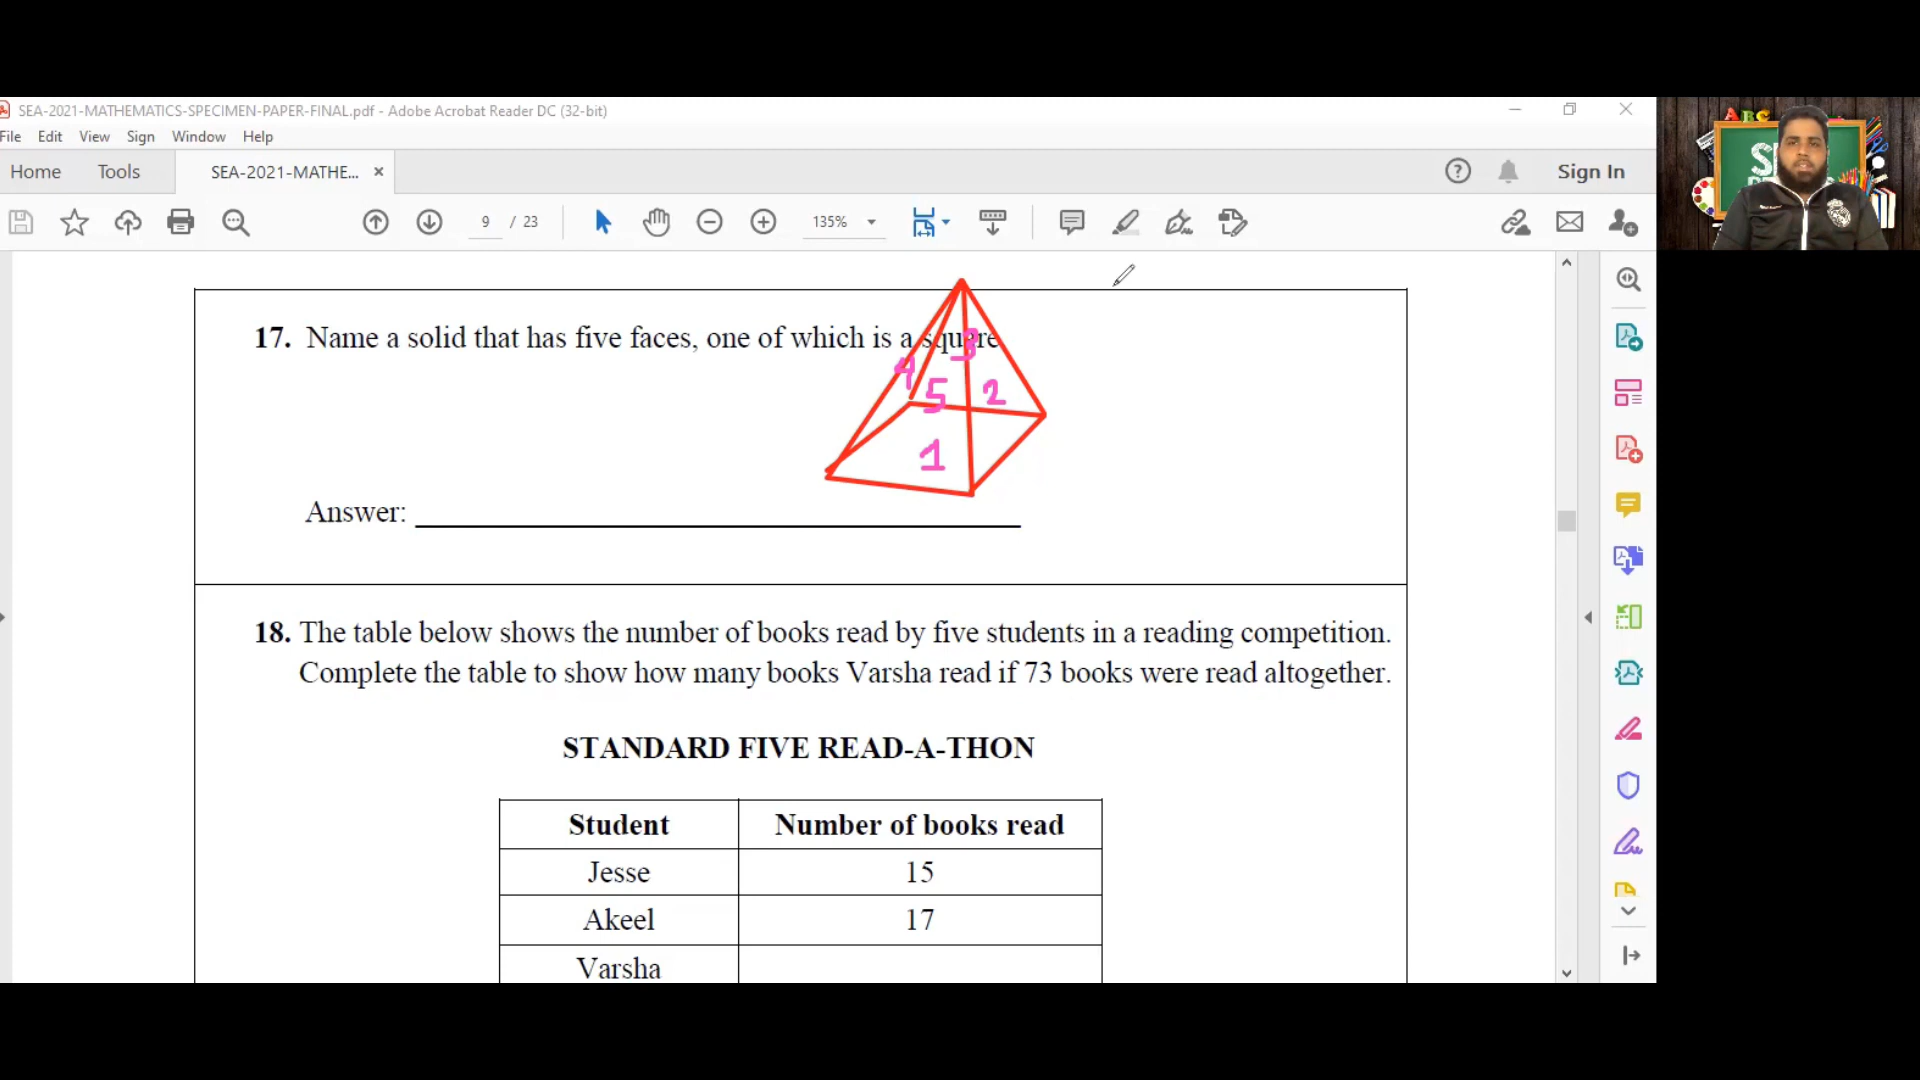 SEA-2021-MATHEMATICS-SPECIMEN-PAPER-FINAL.pdf - Adobe Acrobat Reader DC (32-bit)
File Edit View Sign Window Help
Home Tools SEA-2021-MATHE... × Sign In
9 / 23 135%
ABC
17. Name a solid that has five faces, one of which is a square
3
4
5 2
1
Answer:
18. The table below shows the number of books read by five students in a reading competition.
Complete the table to show how many books Varsha read if 73 books were read altogether.
STANDARD FIVE READ-A-THON
Student Number of books read
Jesse 15
Akeel 17
Varsha